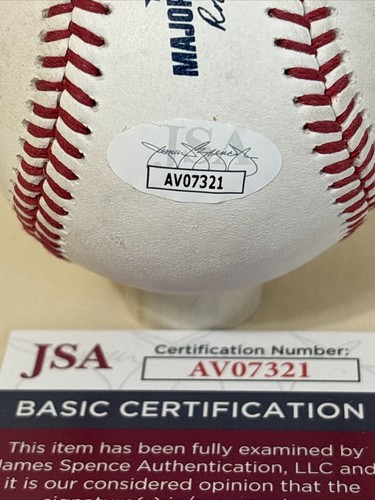 MAJOR
JSA
AV07321
JSA
Certification Number:
AV07321
BASIC CERTIFICATION
This item has been fully examined by
James Spence Authentication, LLC and
it is our considered opinion that the